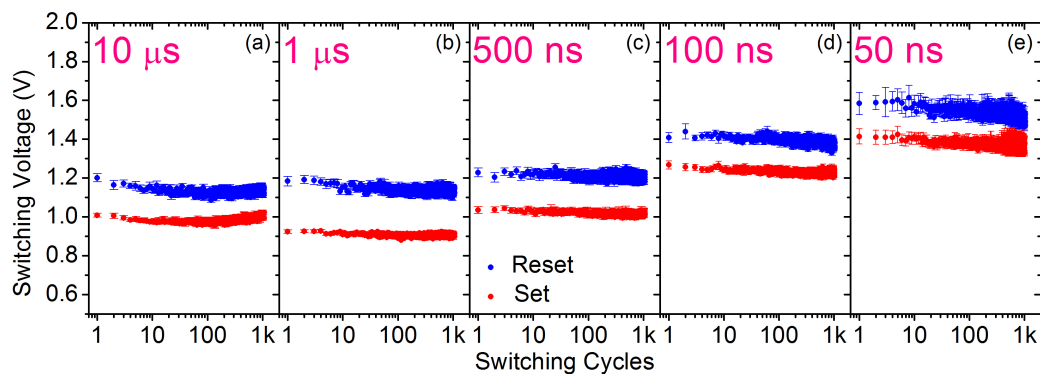 Switching Voltage (V)
2.0
1.8
1.6
1.4
1.2
1.0
0.8
0.6
10 μs (a)
1 μs (b)
500 ns (c)
100 ns (d)
50 ns (e)
Reset
Set
1 10 100 1k
1 10 100 1k
1 10 100 1k
1 10 100 1k
1 10 100 1k
Switching Cycles